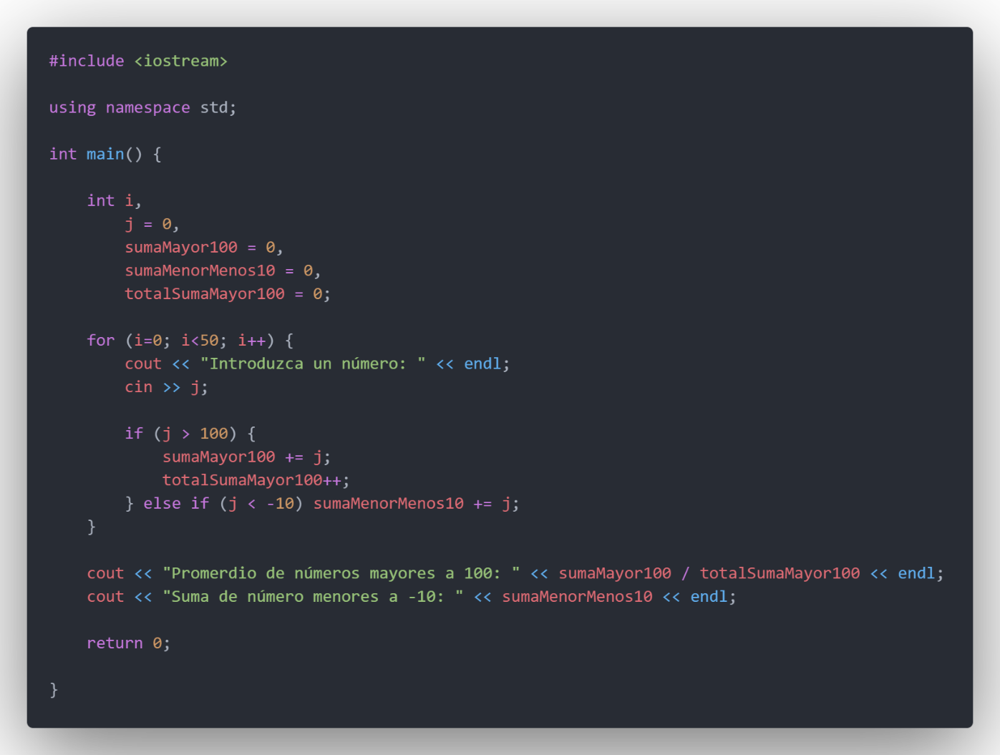 #include <iostream>
using namespace std;
int main() {
    int i,
        j = 0,
        sumaMayor100 = 0,
        sumaMenorMenos10 = 0,
        totalSumaMayor100 = 0;
    for (i=0; i<50; i++) {
        cout << "Introduzca un número: " << endl;
        cin >> j;
        if (j > 100) {
            sumaMayor100 += j;
            totalSumaMayor100++;
        } else if (j < -10) sumaMenorMenos10 += j;
    }
    cout << "Promerdio de números mayores a 100: " << sumaMayor100 / totalSumaMayor100 << endl;
    cout << "Suma de número menores a -10: " << sumaMenorMenos10 << endl;
    return 0;
}